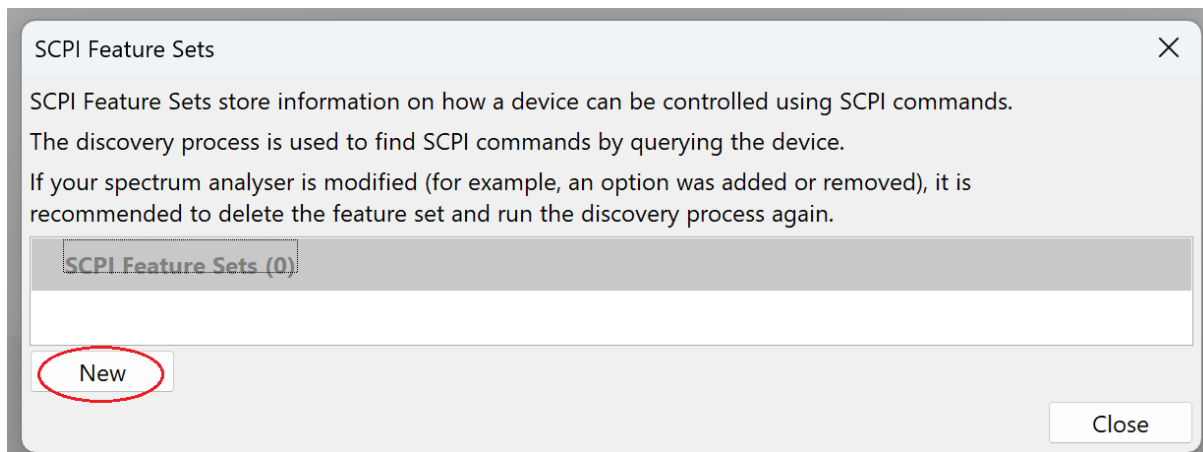 SCPI Feature Sets
SCPI Feature Sets store information on how a device can be controlled using SCPI commands.
The discovery process is used to find SCPI commands by querying the device.
If your spectrum analyser is modified (for example, an option was added or removed), it is
recommended to delete the feature set and run the discovery process again.
SCPI Feature Sets (0)
New
Close